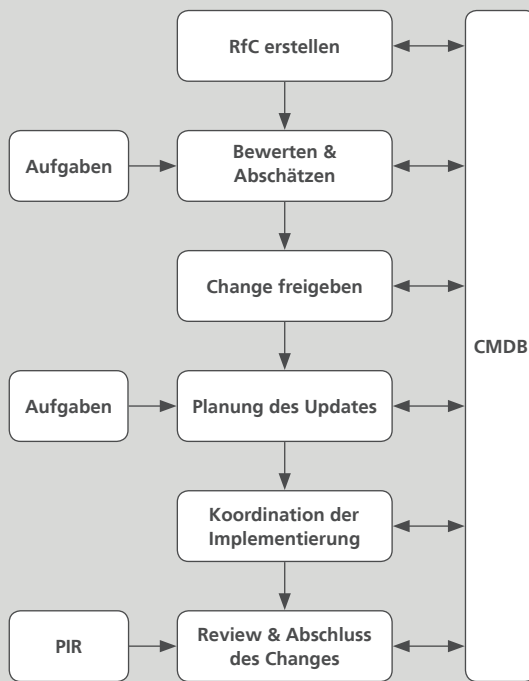 RfC erstellen
Aufgaben
Bewerten &
Abschätzen
Change freigeben
CMDB
Aufgaben
Planung des Updates
Koordination der
Implementierung
PIR
Review & Abschluss
des Changes